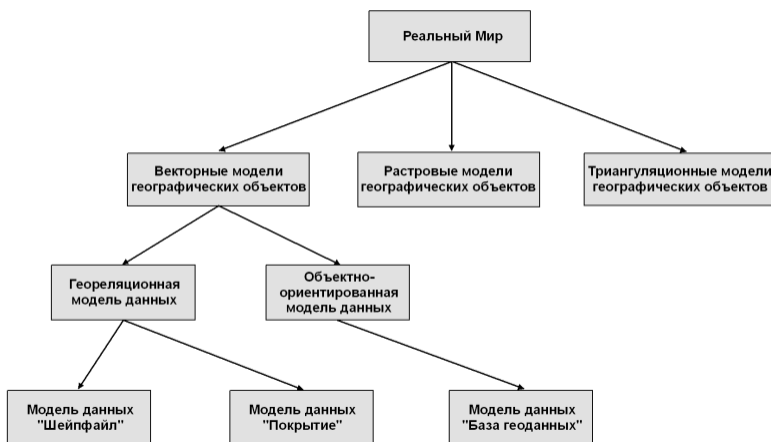 Реальный Мир
Векторные модели
географических объектов
Растровые модели
географических объектов
Триангуляционные модели
географических объектов
Геореляционная
модель данных
Объектно-
ориентированная
модель данных
Модель данных
"Шейпфайл"
Модель данных
"Покрытие"
Модель данных
"База геоданных"